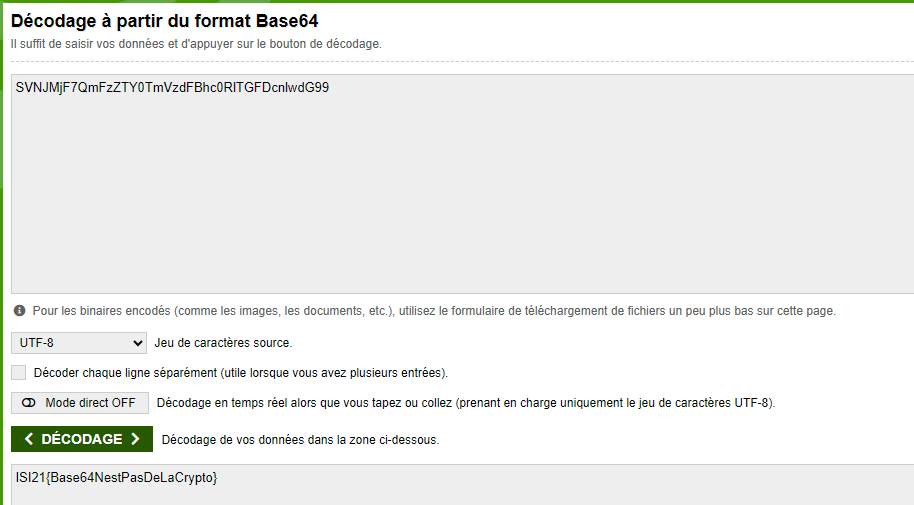 Décodage à partir du format Base64
Il suffit de saisir vos données et d'appuyer sur le bouton de décodage.
SVNJMjF7QmFzZTY0TmVzdFBhc0RlTGFDcnlwdG99
Pour les binaires encodés (comme les images, les documents, etc.), utilisez le formulaire de téléchargement de fichiers un peu plus bas sur cette page.
UTF-8 Jeu de caractères source.
Décoder chaque ligne séparément (utile lorsque vous avez plusieurs entrées).
Mode direct OFF Décodage en temps réel alors que vous tapez ou collez (prenant en charge uniquement le jeu de caractères UTF-8).
DÉCODAGE Décodage de vos données dans la zone ci-dessous.
ISI21{Base64NestPasDeLaCrypto}